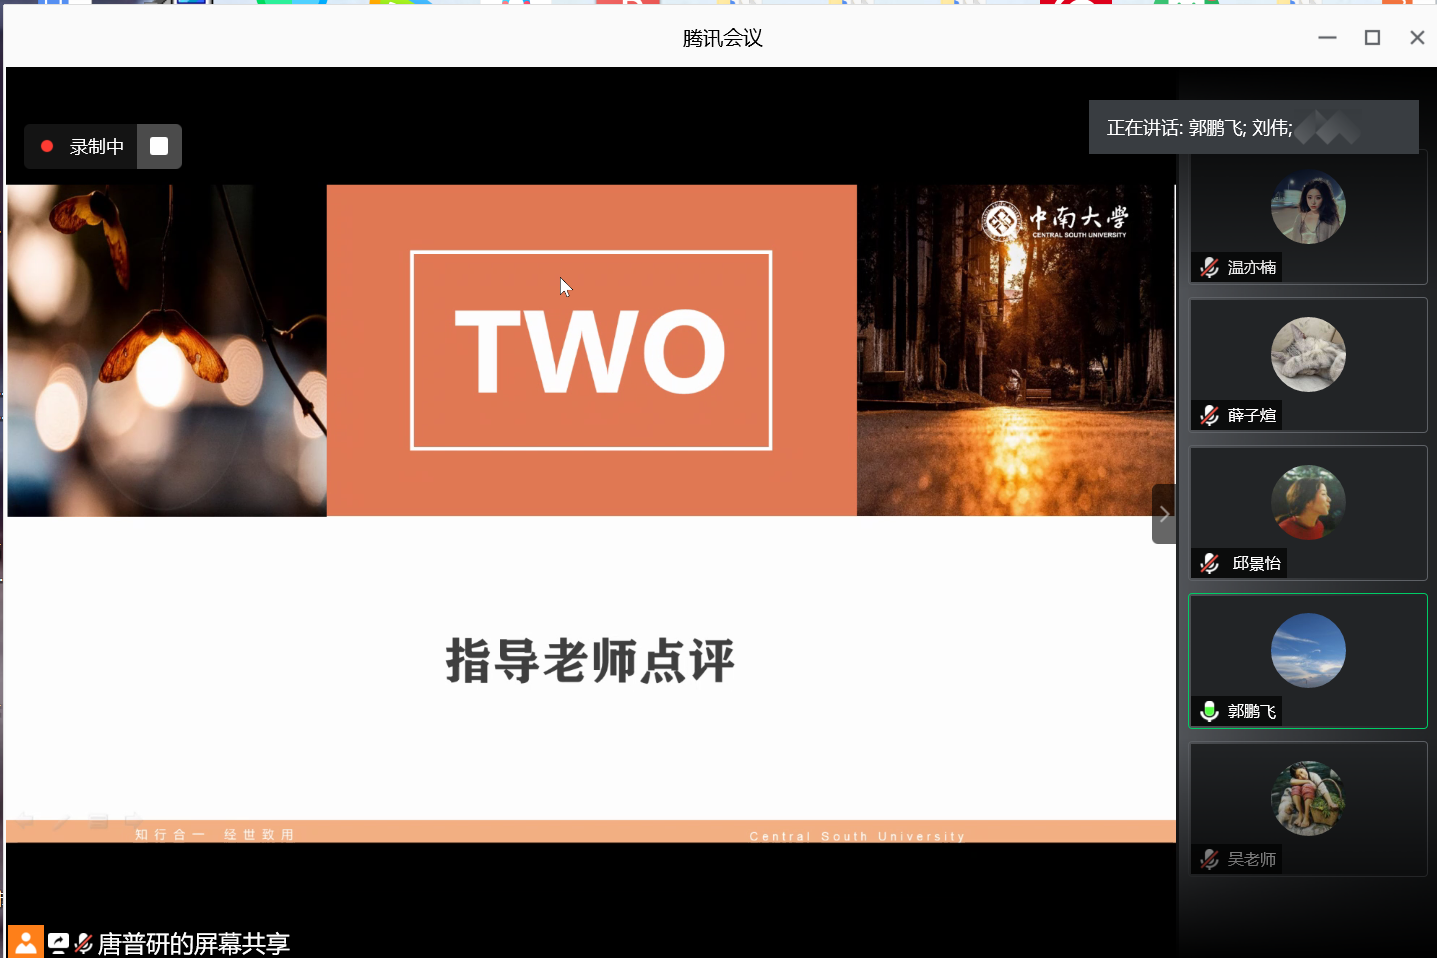 腾讯会议
录制中
正在讲话: 郭鹏飞; 刘伟;
中南大學
CENTRAL SOUTH UNIVERSITY
TWO
温亦楠
薛子煊
邱景怡
郭鹏飞
吴老师
指导老师点评
知行合一 经世致用
Central South University
唐普研的屏幕共享